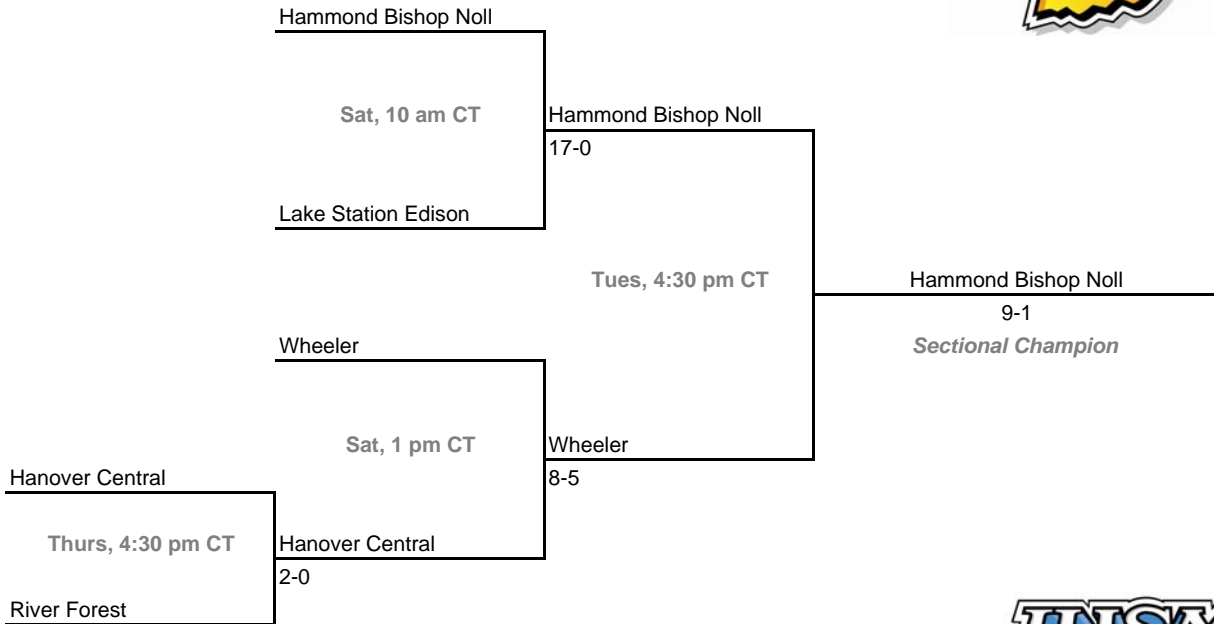 Hammond Bishop Noll
Sat, 10 am CT
Hammond Bishop Noll
17-0
Lake Station Edison
Tues, 4:30 pm CT
Hammond Bishop Noll
9-1
Wheeler
Sectional Champion
Sat, 1 pm CT
Wheeler
Hanover Central
8-5
Thurs, 4:30 pm CT
Hanover Central
2-0
River Forest